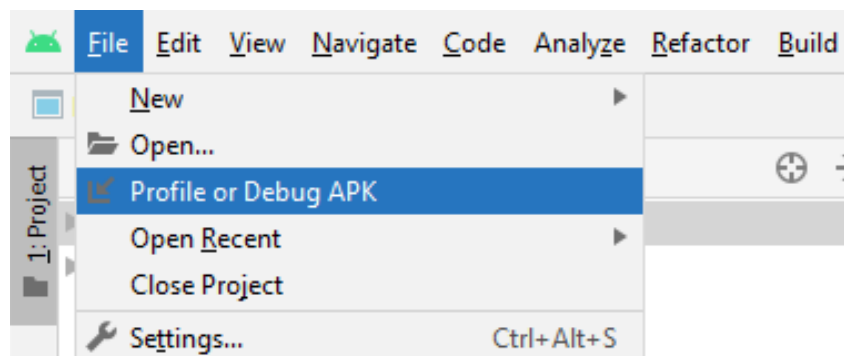 File Edit View Navigate Code Analyze Refactor Build
New
Open...
1: Project
Profile or Debug APK
Open Recent
Close Project
Settings... Ctrl+Alt+S